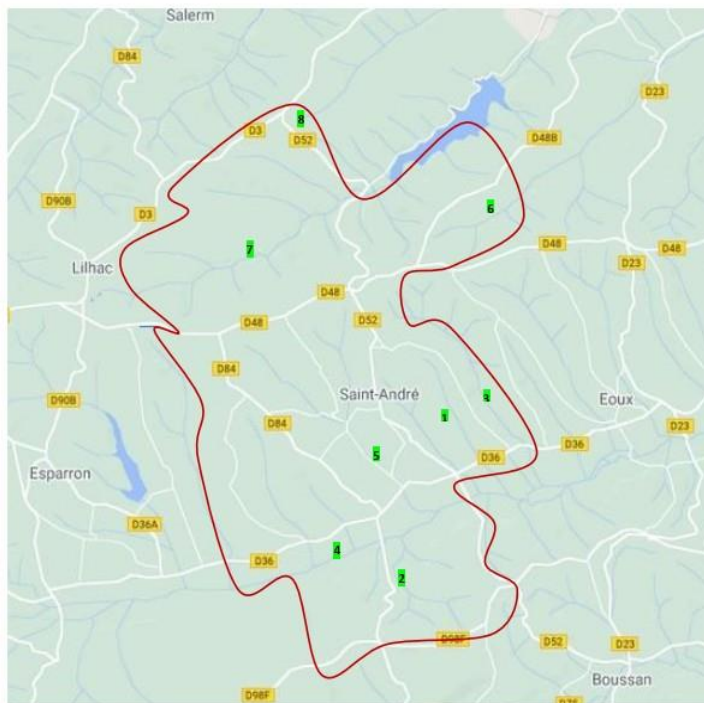 Salerm
D84
D23
D3
8
D52
D48B
D90B
D3
6
7
D48
D48
D23
Lilhac
D48
D48
D52
D84
Saint-André
3
Eoux
D90B
1
D84
D23
D36
D36
Esparron
5
D36A
4
D36
2
D98F
D52
D23
Boussan
D98F